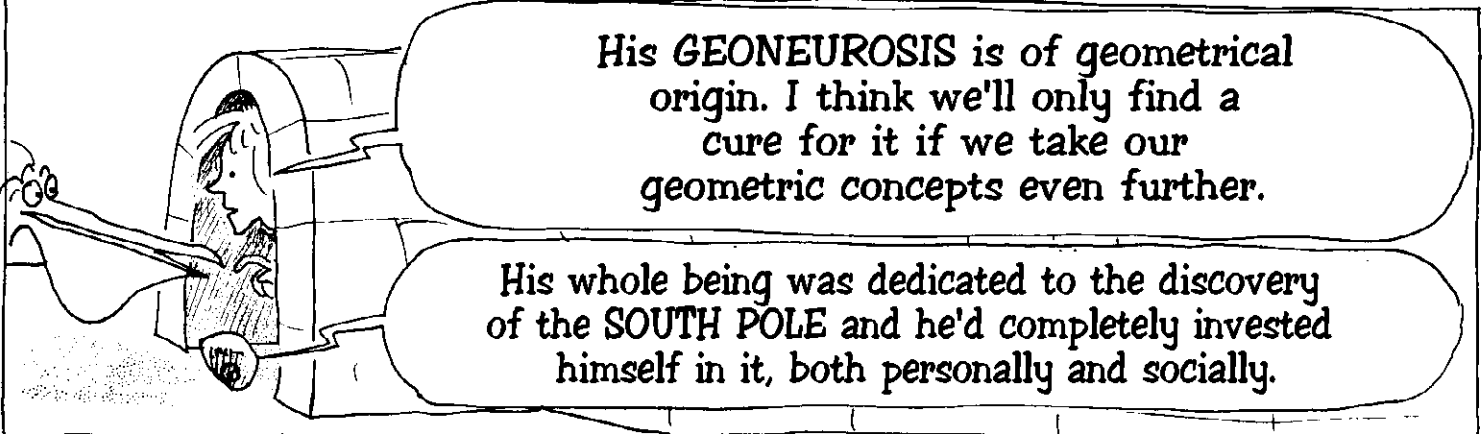 His GEONEUROSIS is of geometrical
origin. I think we'll only find a
cure for it if we take our
geometric concepts even further.
His whole being was dedicated to the discovery
of the SOUTH POLE and he'd completely invested
himself in it, both personally and socially.